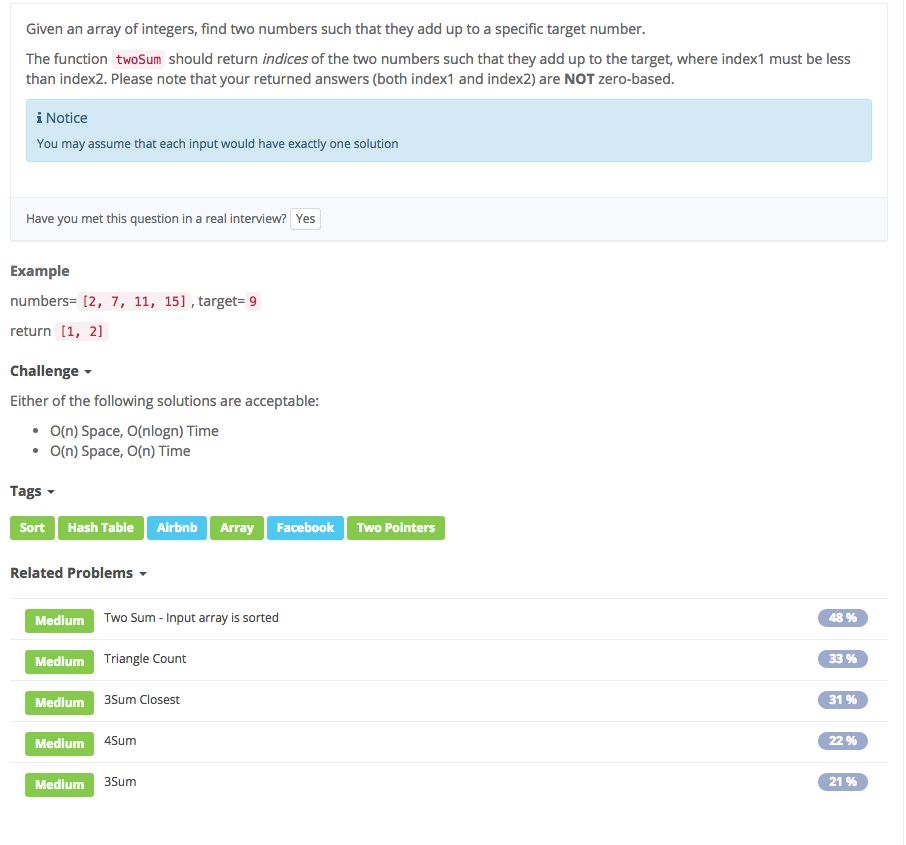 Given an array of integers, find two numbers such that they add up to a specific target number.
The function twoSum should return indices of the two numbers such that they add up to the target, where index1 must be less
than index2. Please note that your returned answers (both index1 and index2) are NOT zero-based.
Notice
You may assume that each input would have exactly one solution
Have you met this question in a real interview? Yes
Example
numbers= [2, 7, 11, 15] , target= 9
return [1, 2]
Challenge
Either of the following solutions are acceptable:
• O(n) Space, O(nlogn) Time
• O(n) Space, O(n) Time
Tags
Sort Hash Table Airbnb Array Facebook Two Pointers
Related Problems
Medium Two Sum - Input array is sorted 48 %
Medium Triangle Count 33 %
Medium 3Sum Closest 31 %
Medium 4Sum 22 %
Medium 3Sum 21 %